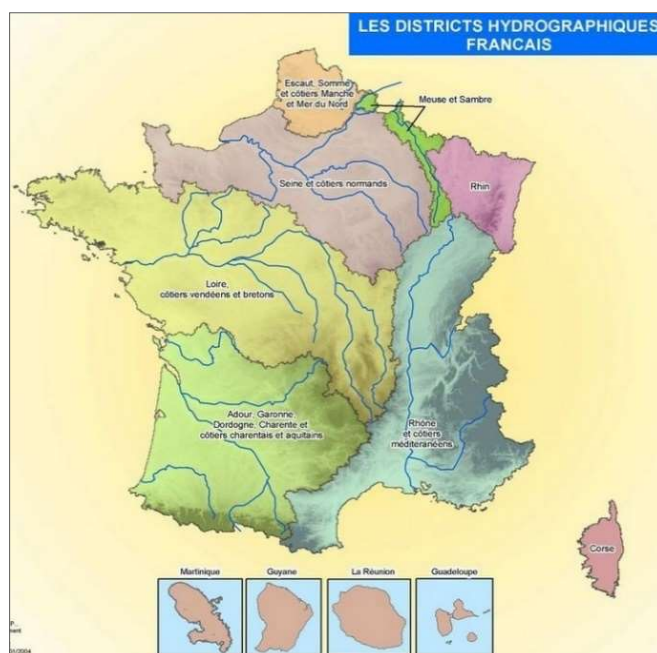 LES DISTRICTS HYDROGRAPHIQUES
FRANCAIS
Escaut, Somme
et côtiers Manche
et Mer du Nord
Meuse et Sambre
Seine et côtiers normands
Rhin
Loire,
côtiers vendéens et bretons
Adour, Garonne,
Dordogne, Charente et
côtiers charentais et aquitains
Rhône
et côtiers
méditeranéens
Corse
Martinique
Guyane
La Réunion
Guadeloupe